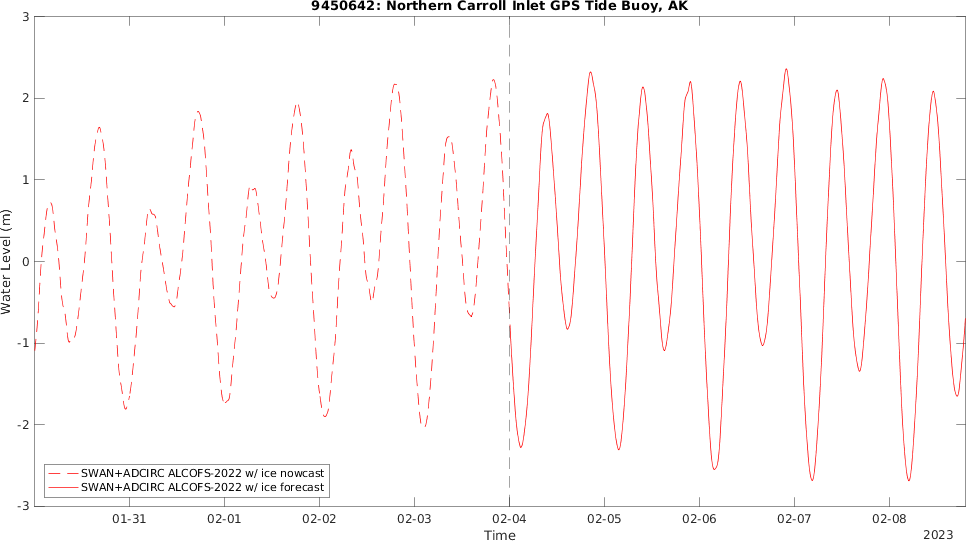 9450642: Northern Carroll Inlet GPS Tide Buoy, AK
3
2
1
0
-1
-2
-3
Water Level (m)
SWAN+ADCIRC ALCOFS-2022 w/ ice nowcast
SWAN+ADCIRC ALCOFS-2022 w/ ice forecast
01-31 02-01 02-02 02-03 02-04 02-05 02-06 02-07 02-08
Time
2023